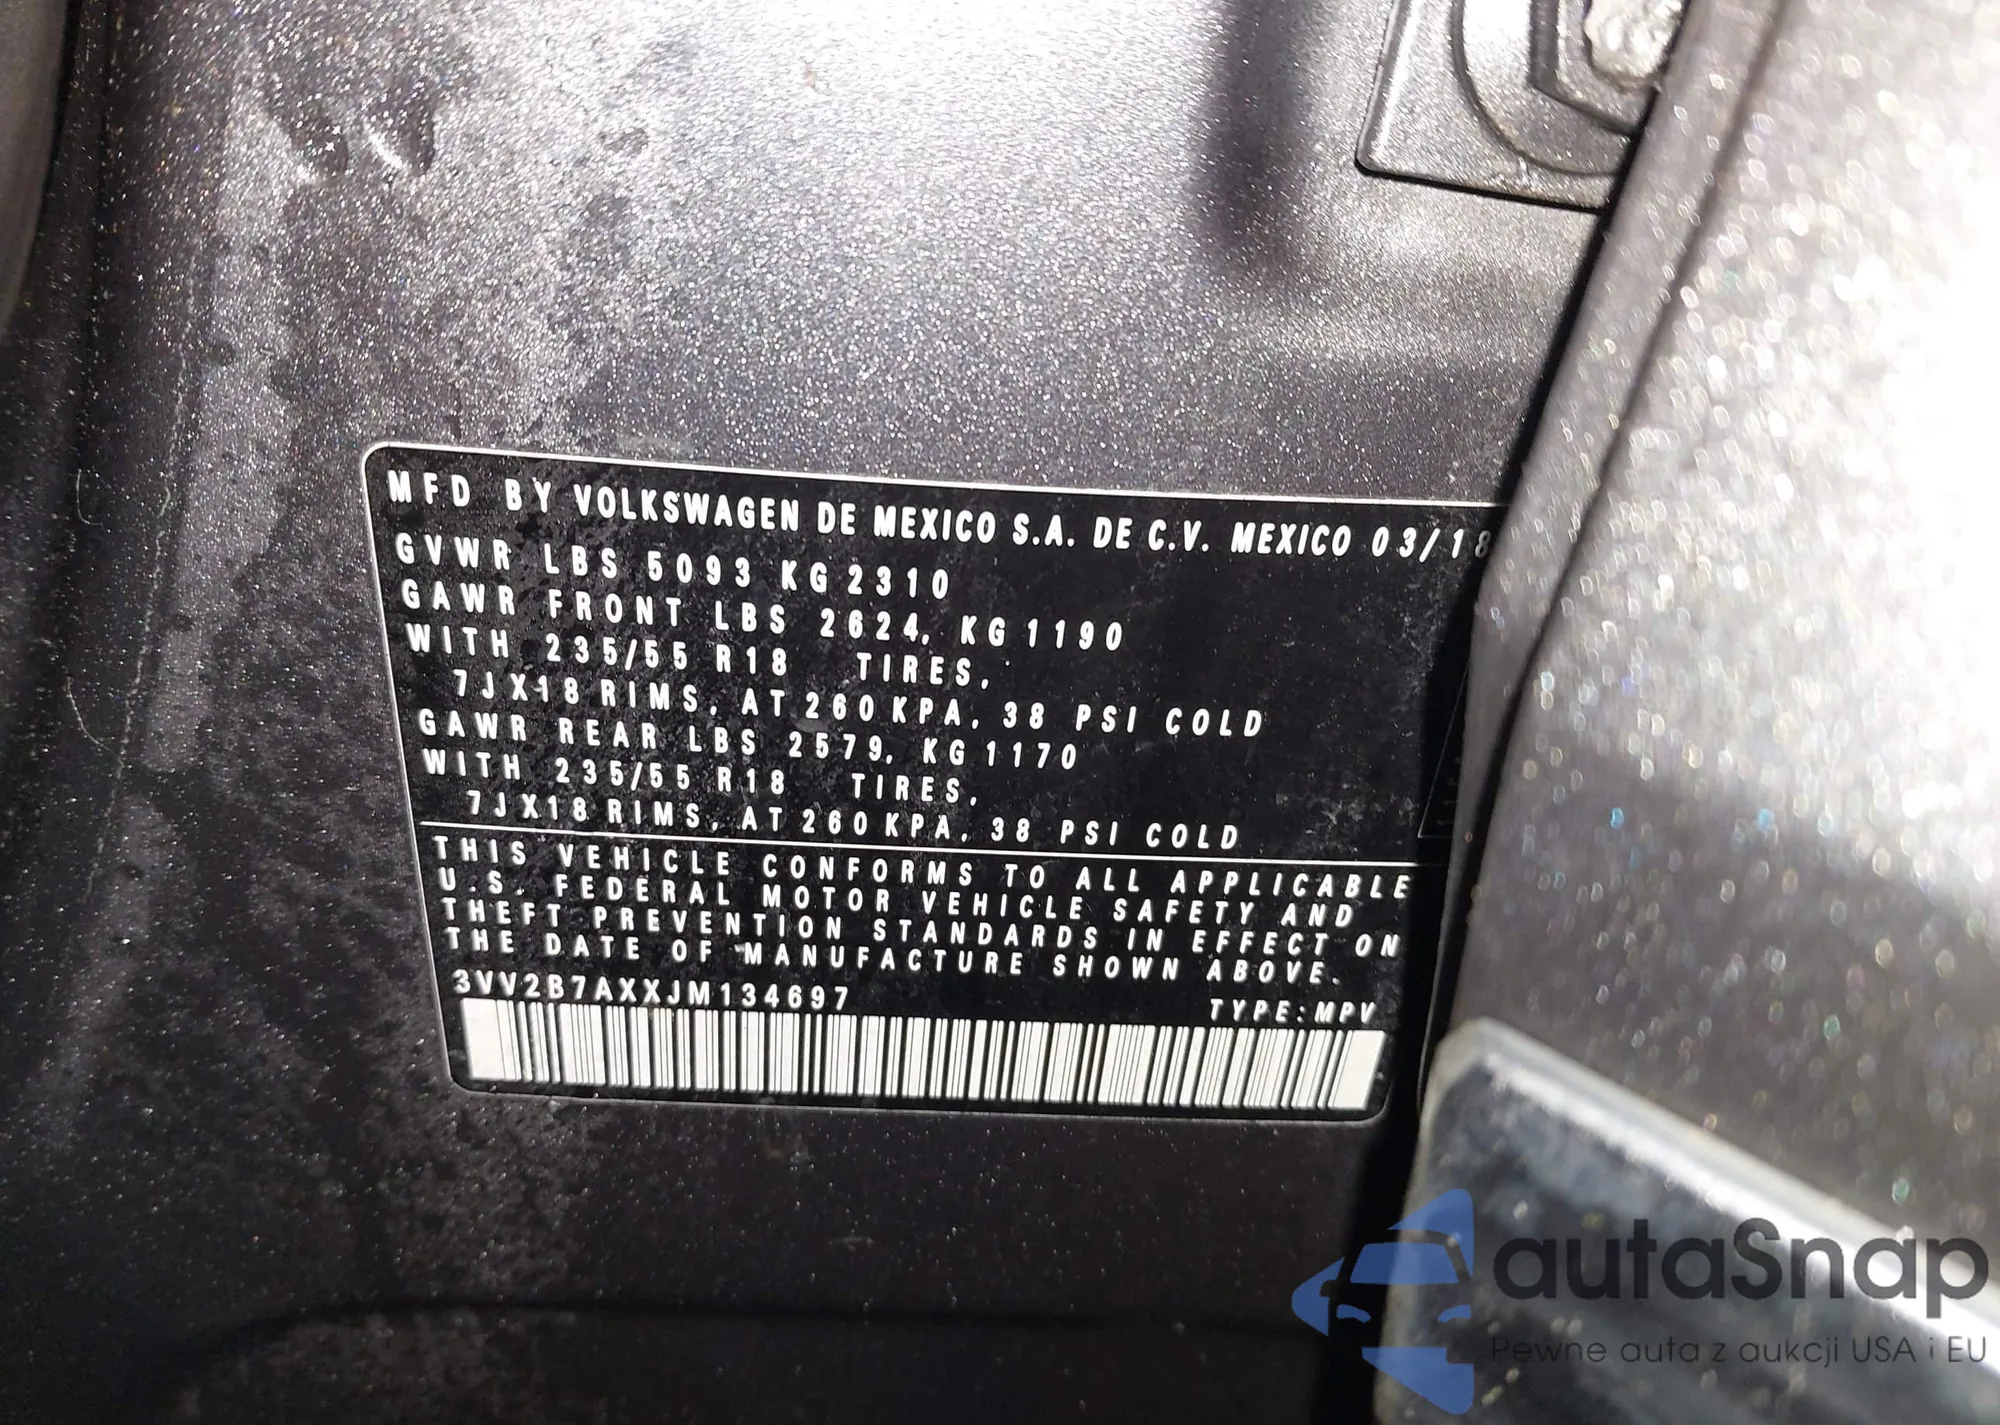 MFD BY VOLKSWAGEN DE MEXICO S.A. DE C.V. MEXICO 03/18
GVWR LBS 5093 KG 2310
GAWR FRONT LBS 2624, KG 1190
WITH 235/55 R18 TIRES,
7JX18 RIMS, AT 260 KPA, 38 PSI COLD
GAWR REAR LBS 2579, KG 1170
WITH 235/55 R18 TIRES,
7JX18 RIMS, AT 260 KPA, 38 PSI COLD
THIS VEHICLE CONFORMS TO ALL APPLICABLE
U.S. FEDERAL MOTOR VEHICLE SAFETY AND
THEFT PREVENTION STANDARDS IN EFFECT ON
THE DATE OF MANUFACTURE SHOWN ABOVE.
3VV2B7AXXJM134697 TYPE:MPV
autaSnap
Pewne auta z aukcji USA i EU